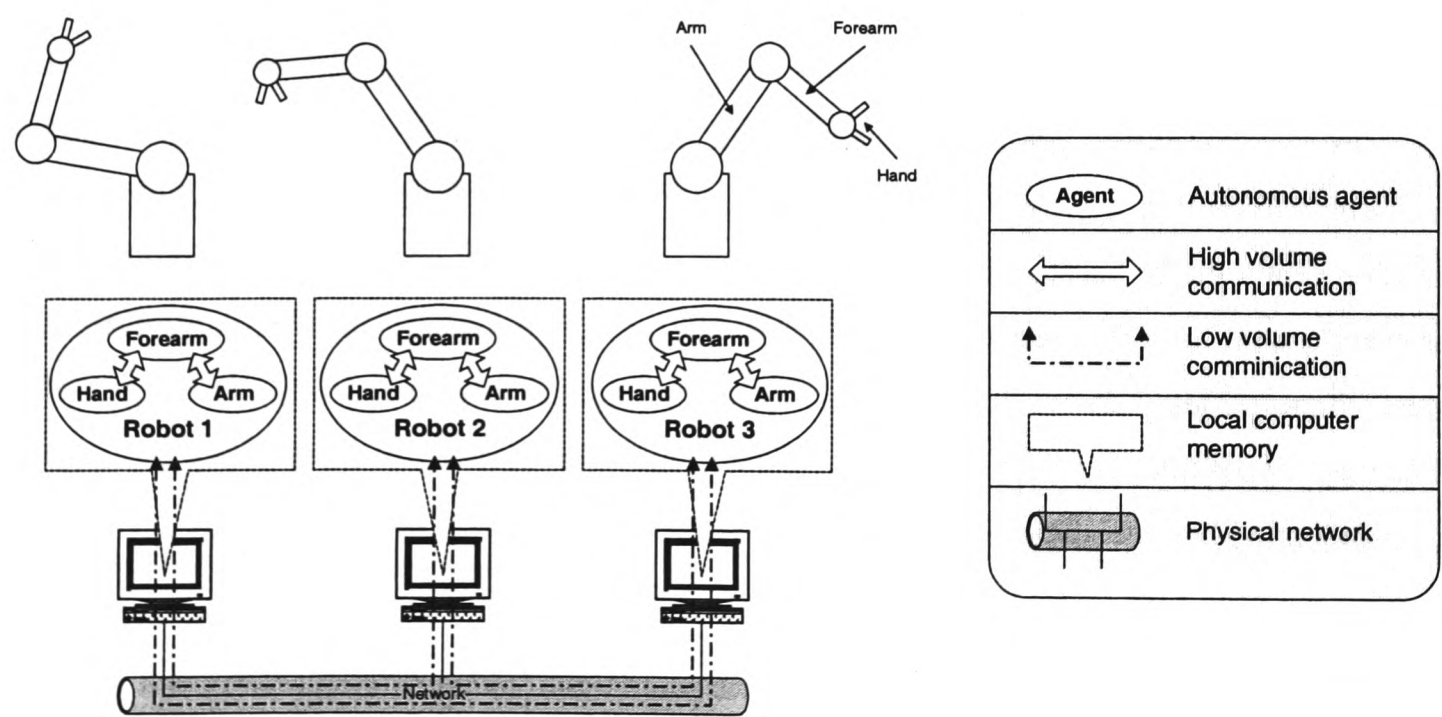 Arm
Forearm
Hand
Forearm
Hand
Arm
Robot 1
Forearm
Hand
Arm
Robot 2
Forearm
Hand
Arm
Robot 3
Network
Agent
Autonomous agent
High volume
communication
Low volume
comminication
Local computer
memory
Physical network